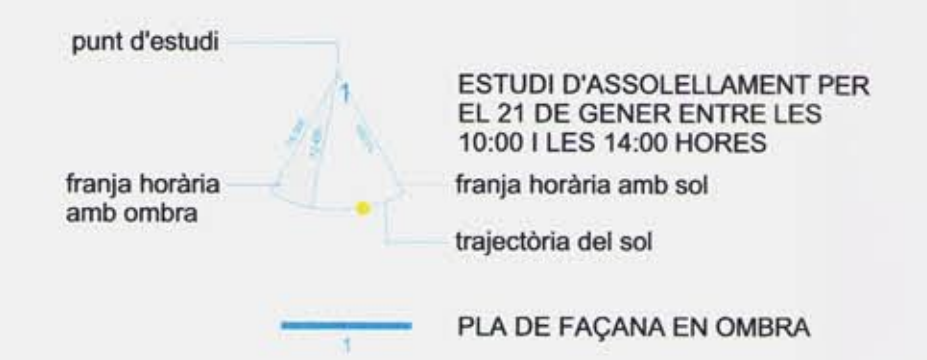 punt d'estudi
1
ESTUDI D'ASSOLELLAMENT PER
EL 21 DE GENER ENTRE LES
10:00 I LES 14:00 HORES
franja horària
amb ombra
franja horària amb sol
trajectòria del sol
PLA DE FAÇANA EN OMBRA
1